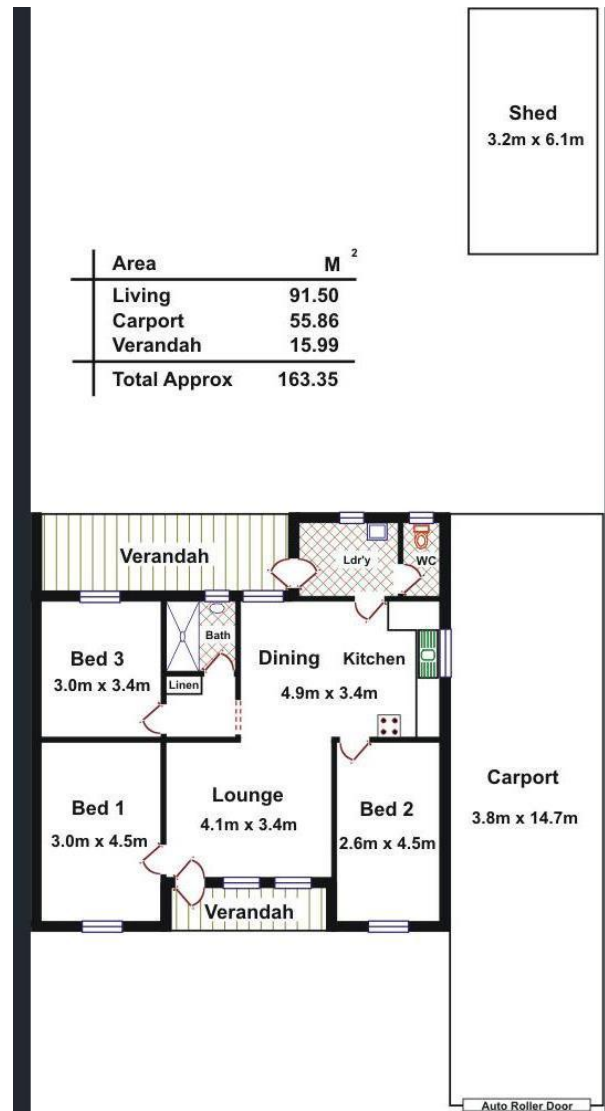 Shed
3.2m x 6.1m
Area M 2
Living 91.50
Carport 55.86
Verandah 15.99
Total Approx 163.35
Verandah
Ldr'y
WC
Bath
Bed 3
3.0m x 3.4m
Linen
Dining Kitchen
4.9m x 3.4m
Bed 1
3.0m x 4.5m
Lounge
4.1m x 3.4m
Bed 2
2.6m x 4.5m
Carport
3.8m x 14.7m
Verandah
Auto Roller Door